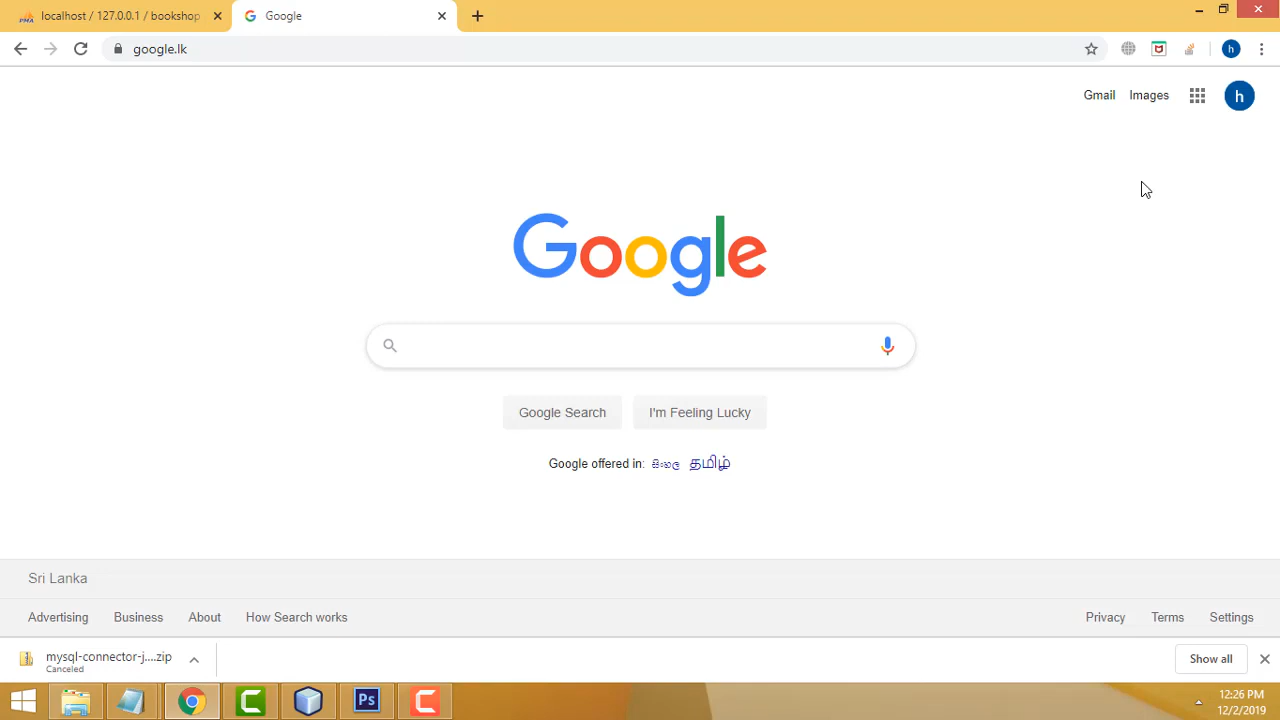 localhost / 127.0.0.1 / bookshop
Google
google.lk
h
Gmail
Images
h
Google
Google Search
I'm Feeling Lucky
Google offered in: සිංහල தமிழ்
Sri Lanka
Advertising
Business
About
How Search works
Privacy
Terms
Settings
mysql-connector-j....zip
Canceled
Show all
Ps
12:26 PM
12/2/2019